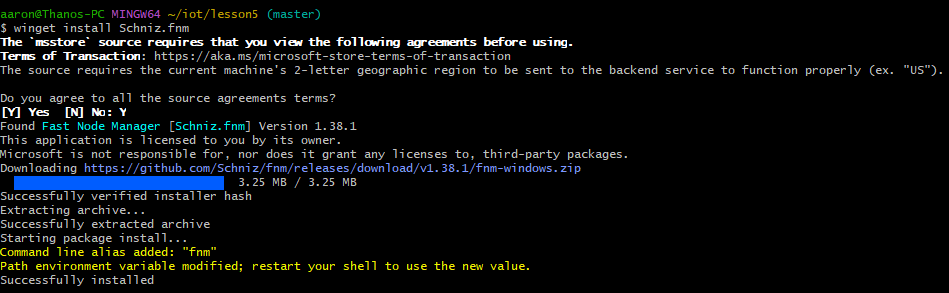 aaron@Thanos-PC MINGW64 ~/iot/lesson5 (master)
$ winget install Schniz.fnm
The `msstore` source requires that you view the following agreements before using.
Terms of Transaction: https://aka.ms/microsoft-store-terms-of-transaction
The source requires the current machine's 2-letter geographic region to be sent to the backend service to function properly (ex. "US").
Do you agree to all the source agreements terms?
[Y] Yes  [N] No: Y
Found Fast Node Manager [Schniz.fnm] Version 1.38.1
This application is licensed to you by its owner.
Microsoft is not responsible for, nor does it grant any licenses to, third-party packages.
Downloading https://github.com/Schniz/fnm/releases/download/v1.38.1/fnm-windows.zip
3.25 MB / 3.25 MB
Successfully verified installer hash
Extracting archive...
Successfully extracted archive
Starting package install...
Command line alias added: "fnm"
Path environment variable modified; restart your shell to use the new value.
Successfully installed